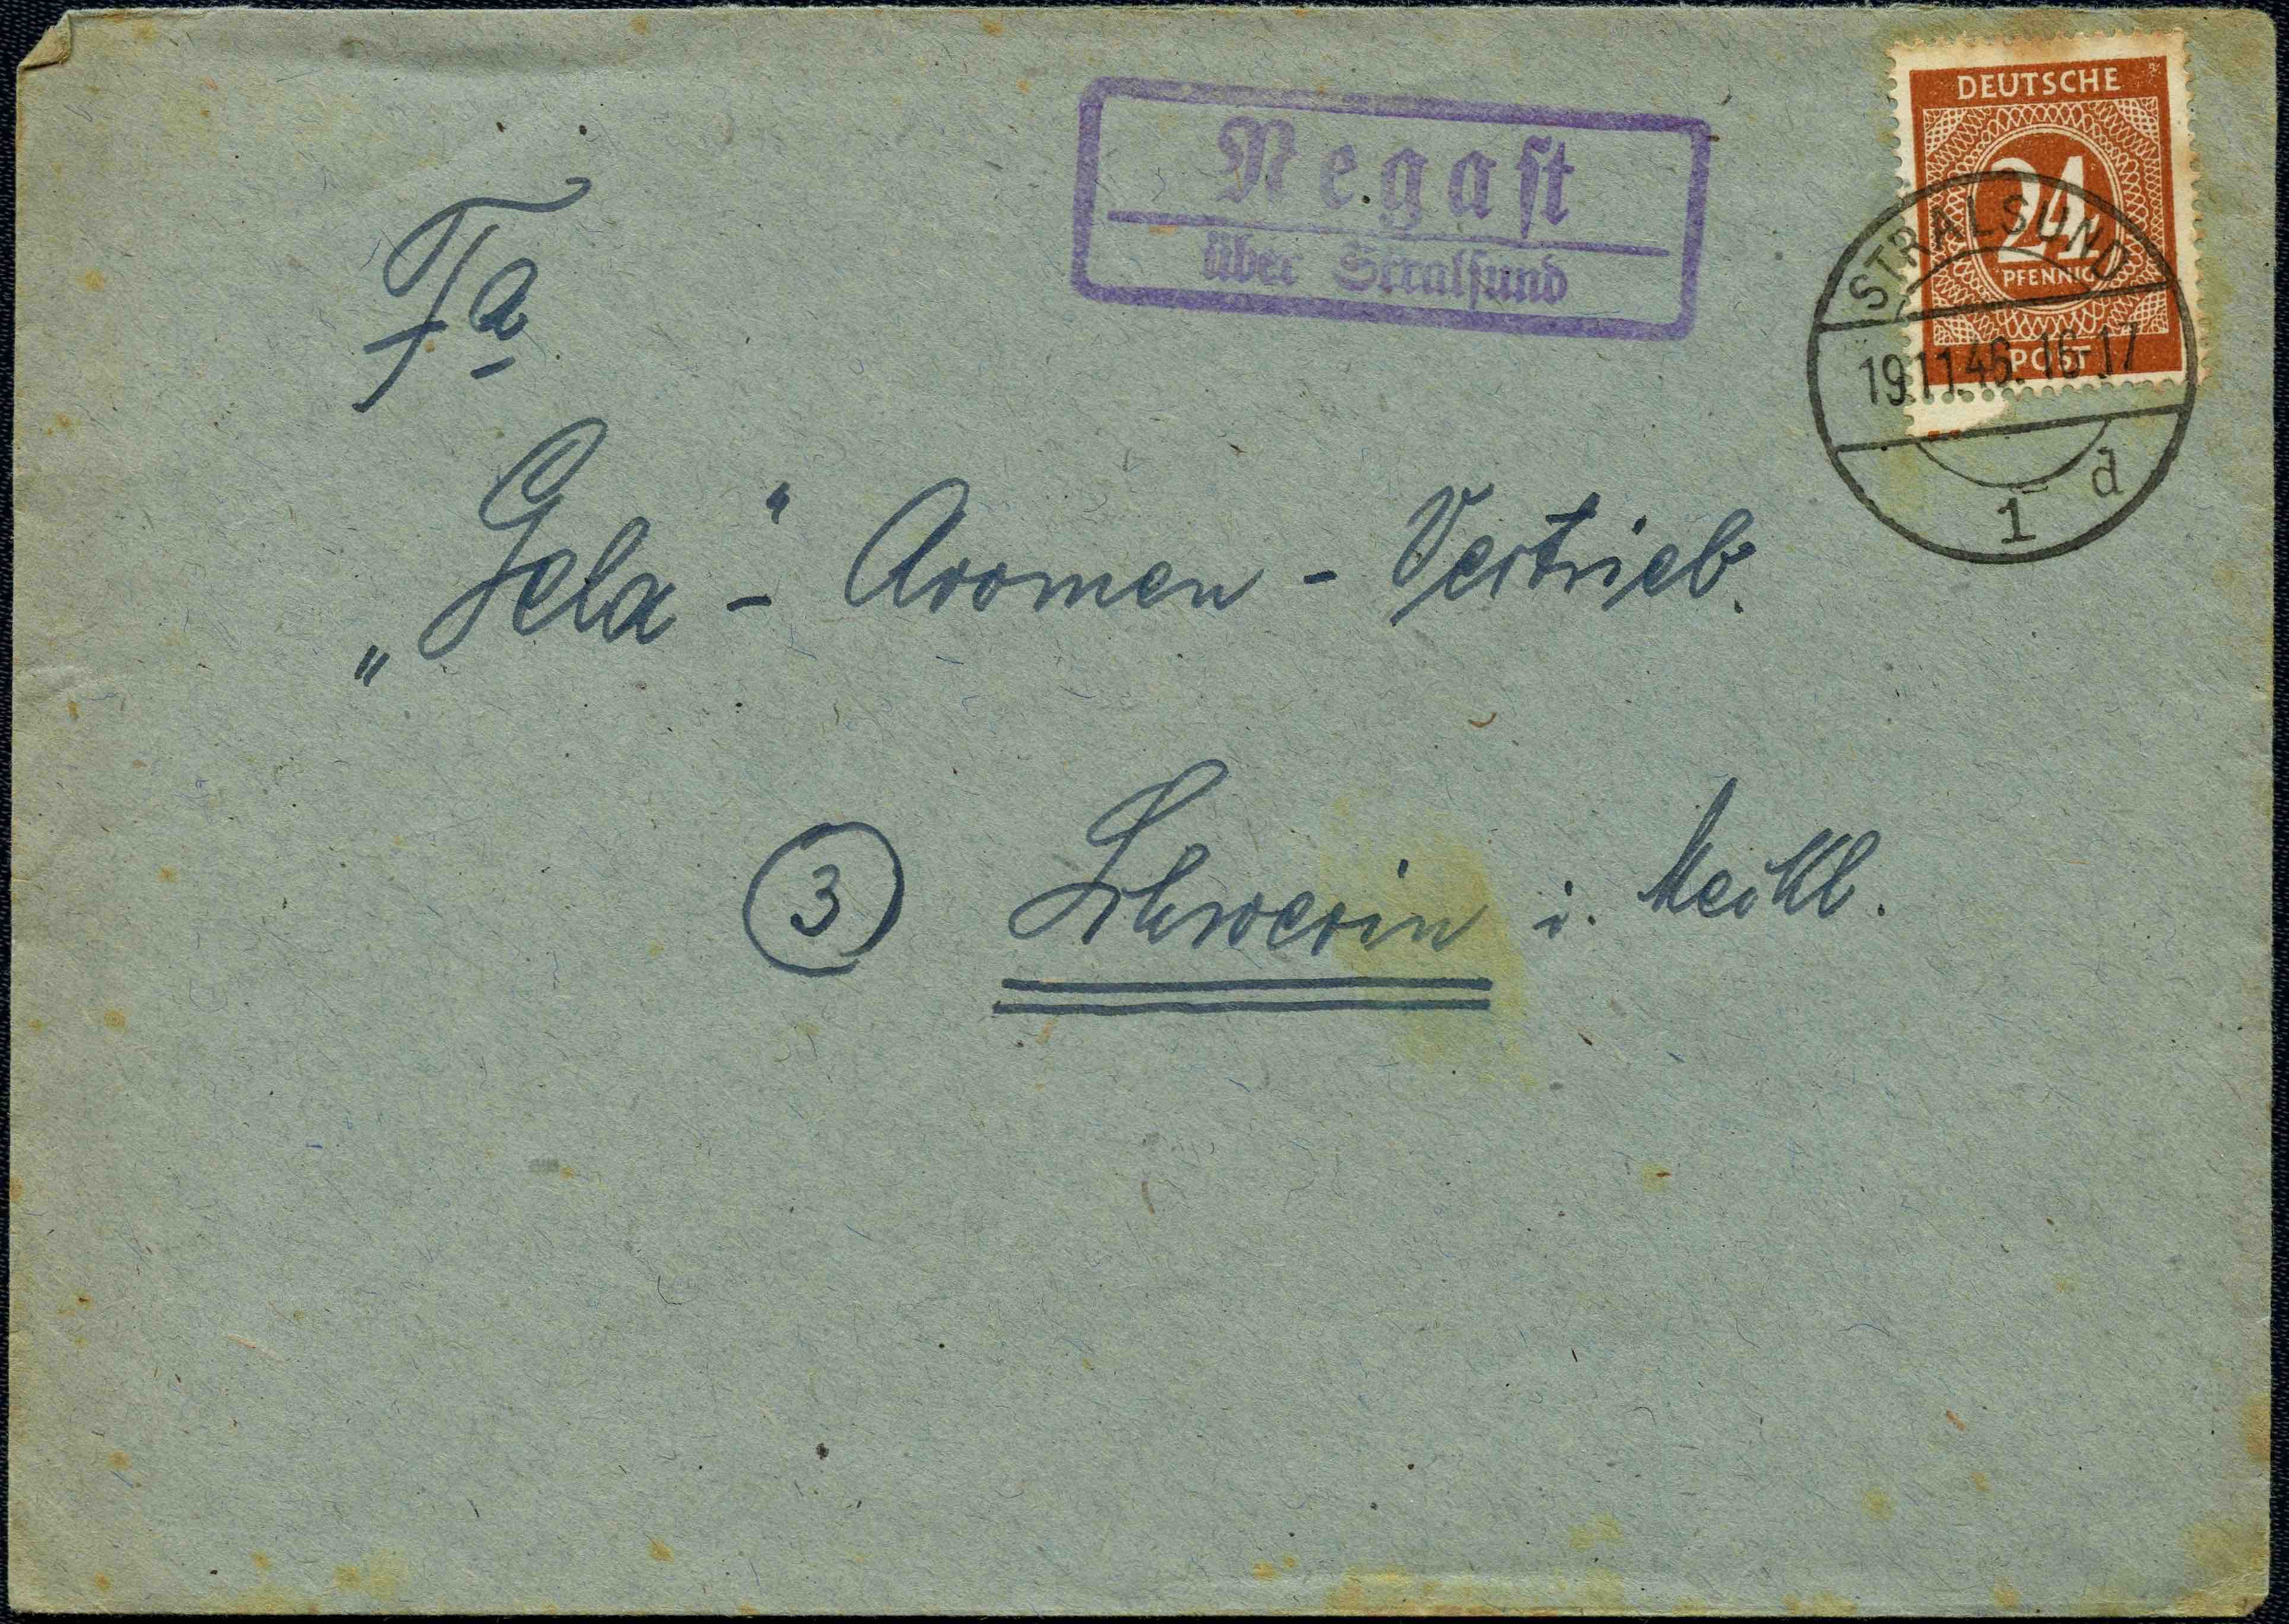 Negast
über Stralsund
DEUTSCHE
24
PFENNIG
POST
STRALSUND
19.11.46.16-17
1 d
Fa
„Gela-“ Aromen-Vertrieb.
3 Schwerin i. Meckl.